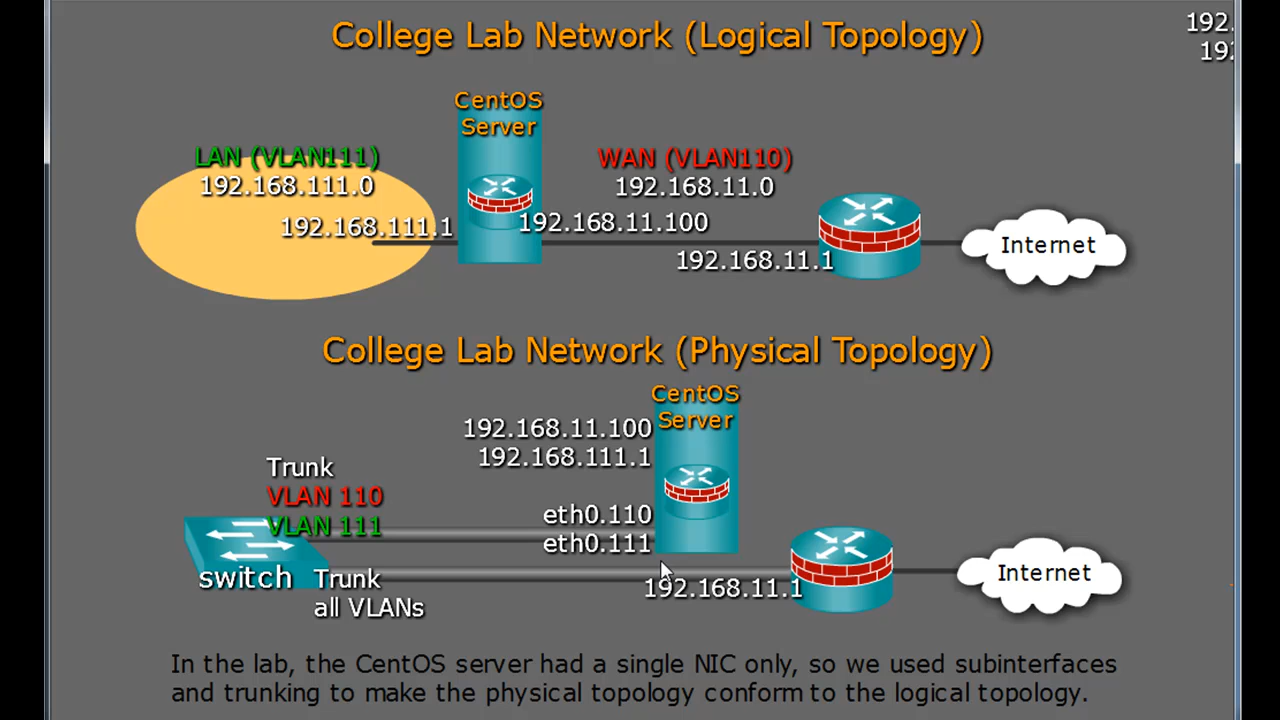 College Lab Network (Logical Topology)
192.
192
CentOS
Server
LAN (VLAN111)
192.168.111.0
192.168.111.1
WAN (VLAN110)
192.168.11.0
192.168.11.100
192.168.11.1
Internet
College Lab Network (Physical Topology)
CentOS
Server
192.168.11.100
192.168.111.1
Trunk
VLAN 110
VLAN 111
eth0.110
eth0.111
switch
Trunk
all VLANs
192.168.11.1
Internet
In the lab, the CentOS server had a single NIC only, so we used subinterfaces
and trunking to make the physical topology conform to the logical topology.